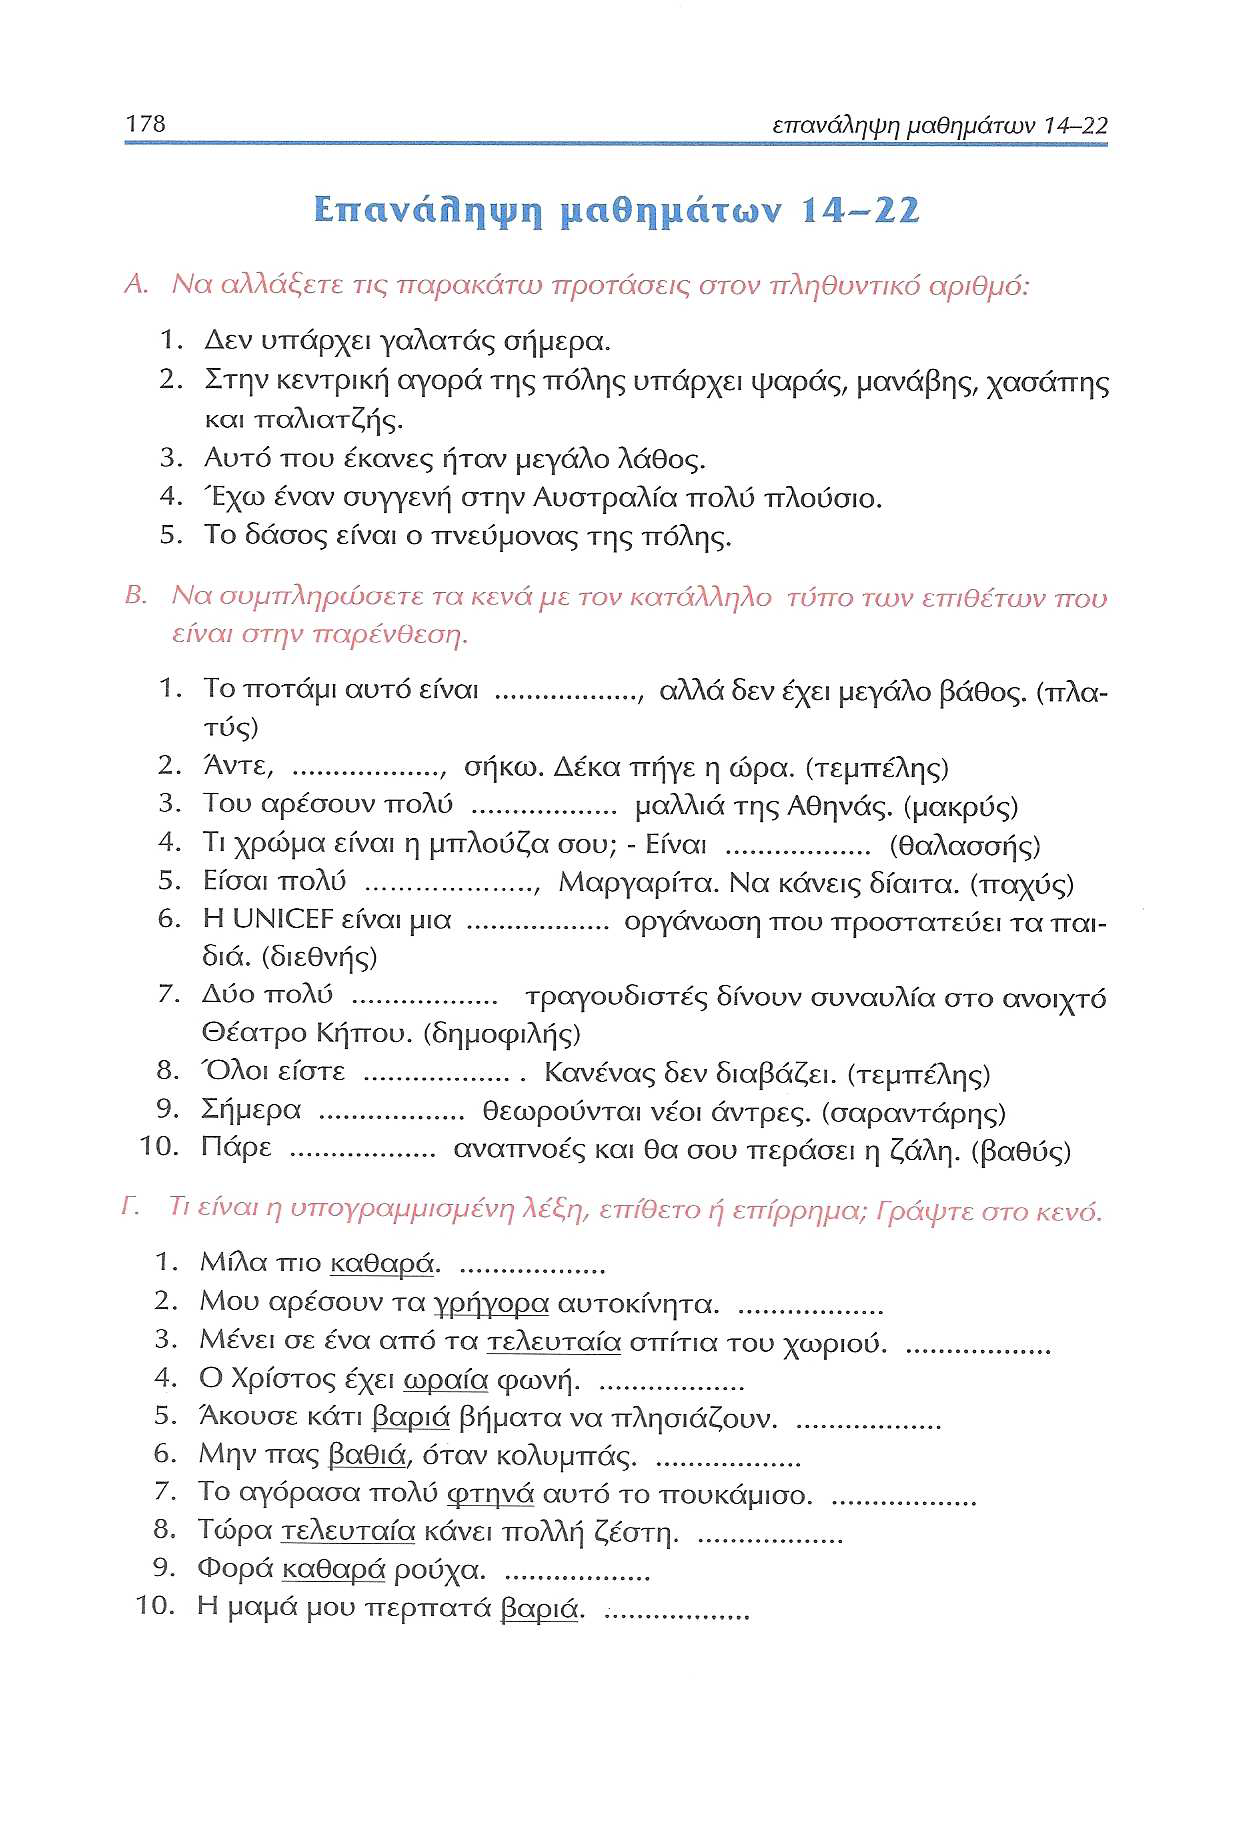 178 επανάληψη μαθημάτων 14–22
Επανάληψη μαθημάτων 14–22
Α. Να αλλάξετε τις παρακάτω προτάσεις στον πληθυντικό αριθμό:
1. Δεν υπάρχει γαλατάς σήμερα.
2. Στην κεντρική αγορά της πόλης υπάρχει ψαράς, μανάβης, χασάπης
και παλιατζής.
3. Αυτό που έκανες ήταν μεγάλο λάθος.
4. Έχω έναν συγγενή στην Αυστραλία πολύ πλούσιο.
5. Το δάσος είναι ο πνεύμονας της πόλης.
Β. Να συμπληρώσετε τα κενά με τον κατάλληλο τύπο των επιθέτων που
είναι στην παρένθεση.
1. Το ποτάμι αυτό είναι .................., αλλά δεν έχει μεγάλο βάθος. (πλα-
τύς)
2. Άντε, .................., σήκω. Δέκα πήγε η ώρα. (τεμπέλης)
3. Του αρέσουν πολύ .................. μαλλιά της Αθηνάς. (μακρύς)
4. Τι χρώμα είναι η μπλούζα σου; - Είναι .................. (θαλασσής)
5. Είσαι πολύ ....................., Μαργαρίτα. Να κάνεις δίαιτα. (παχύς)
6. Η UNICEF είναι μια .................. οργάνωση που προστατεύει τα παι-
διά. (διεθνής)
7. Δύο πολύ .................. τραγουδιστές δίνουν συναυλία στο ανοιχτό
Θέατρο Κήπου. (δημοφιλής)
8. Όλοι είστε .................. . Κανένας δεν διαβάζει. (τεμπέλης)
9. Σήμερα .................. θεωρούνται νέοι άντρες. (σαραντάρης)
10. Πάρε .................. αναπνοές και θα σου περάσει η ζάλη. (βαθύς)
Γ. Τι είναι η υπογραμμισμένη λέξη, επίθετο ή επίρρημα; Γράψτε στο κενό.
1. Μίλα πιο καθαρά. ..................
2. Μου αρέσουν τα γρήγορα αυτοκίνητα. ..................
3. Μένει σε ένα από τα τελευταία σπίτια του χωριού. ..................
4. Ο Χρίστος έχει ωραία φωνή. ..................
5. Άκουσε κάτι βαριά βήματα να πλησιάζουν. ..................
6. Μην πας βαθιά, όταν κολυμπάς. ..................
7. Το αγόρασα πολύ φτηνά αυτό το πουκάμισο. ..................
8. Τώρα τελευταία κάνει πολλή ζέστη. ..................
9. Φορά καθαρά ρούχα. ..................
10. Η μαμά μου περπατά βαριά. ..................